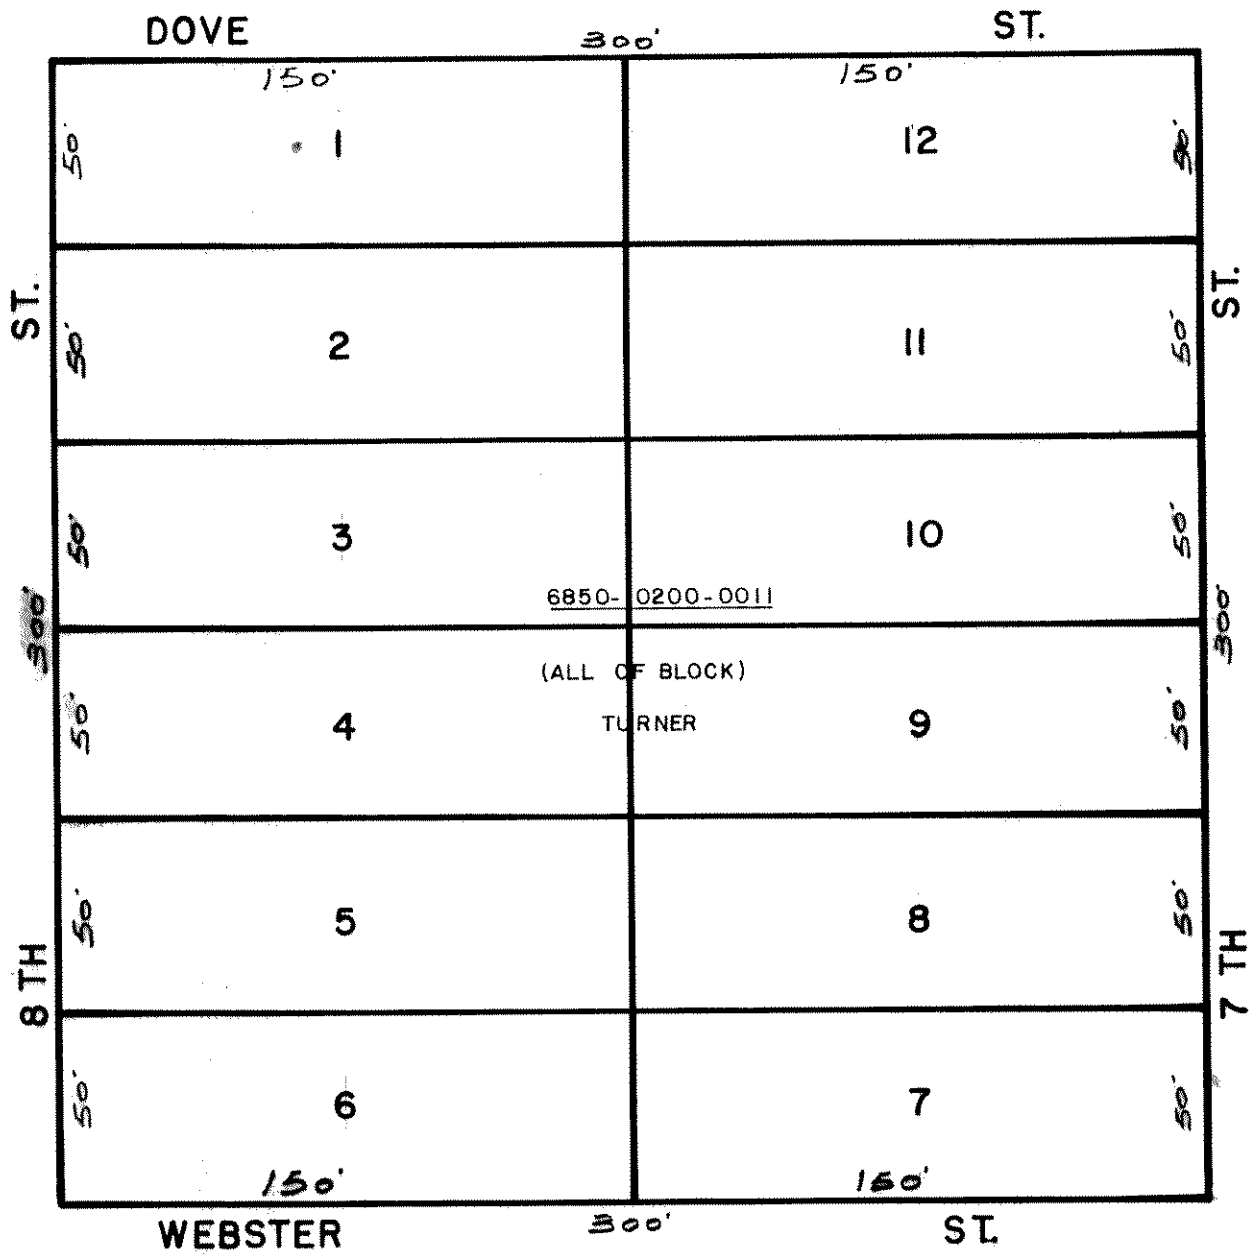 DOVE 300' ST.
150' 150'
50' 1 12 50'
ST. ST.
50' 2 11 50'
50' 3 10 50'
6850-0200-0011
300' 300'
(ALL OF BLOCK)
50' 4 TURNER 9 50'
50' 5 8 50'
8 TH 7 TH
50' 6 7 50'
150' 150'
WEBSTER 300' ST.